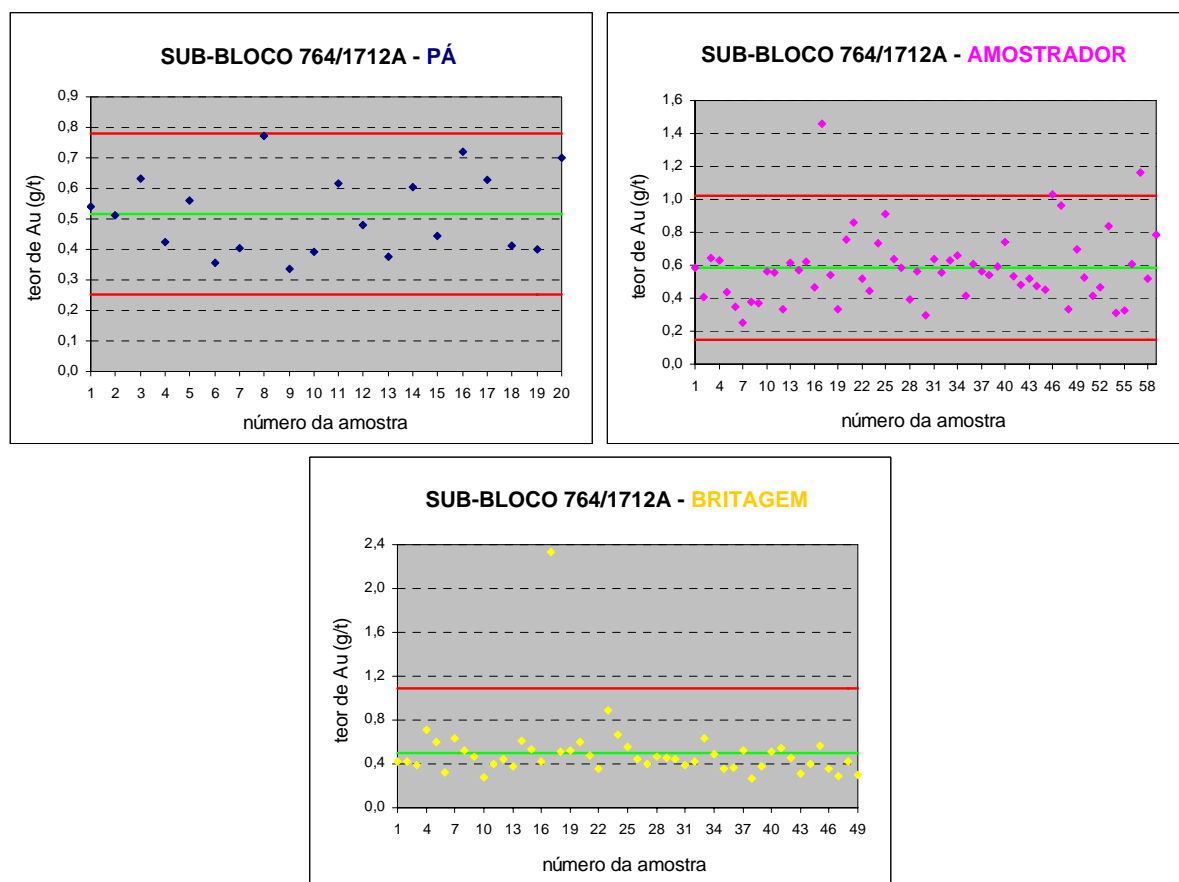 SUB-BLOCO 764/1712A - PÁ
0,9
0,8
0,7
0,6
0,5
0,4
0,3
0,2
0,1
0,0
teor de Au (g/t)
1 2 3 4 5 6 7 8 9 10 11 12 13 14 15 16 17 18 19 20
número da amostra
SUB-BLOCO 764/1712A - AMOSTRADOR
1,6
1,4
1,2
1,0
0,8
0,6
0,4
0,2
0,0
teor de Au (g/t)
1 4 7 10 13 16 19 22 25 28 31 34 37 40 43 46 49 52 55 58
número da amostra
SUB-BLOCO 764/1712A - BRITAGEM
2,4
2,0
1,6
1,2
0,8
0,4
0,0
teor de Au (g/t)
1 4 7 10 13 16 19 22 25 28 31 34 37 40 43 46 49
número da amostra